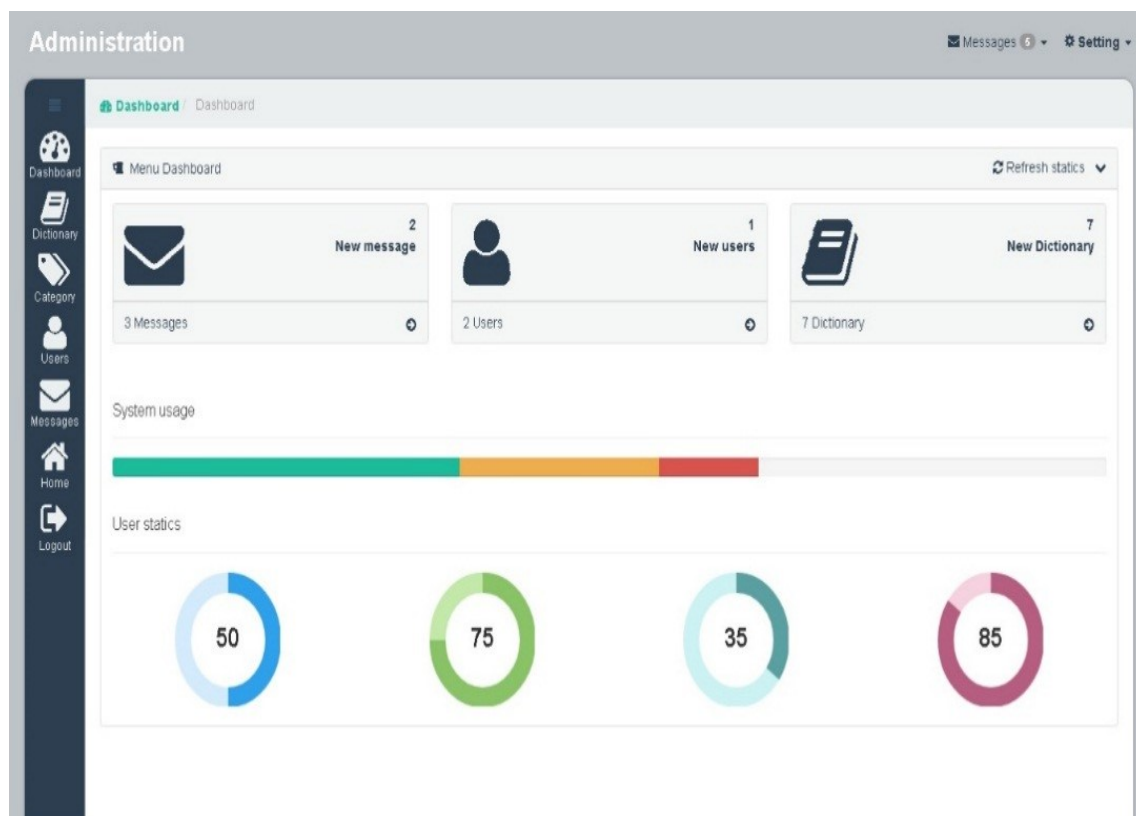 Administration
Messages 5 Setting
Dashboard / Dashboard
Dashboard
Dictionary
Category
Users
Messages
Home
Logout
Menu Dashboard
Refresh statics
2
New message
3 Messages
1
New users
2 Users
7
New Dictionary
7 Dictionary
System usage
User statics
50
75
35
85